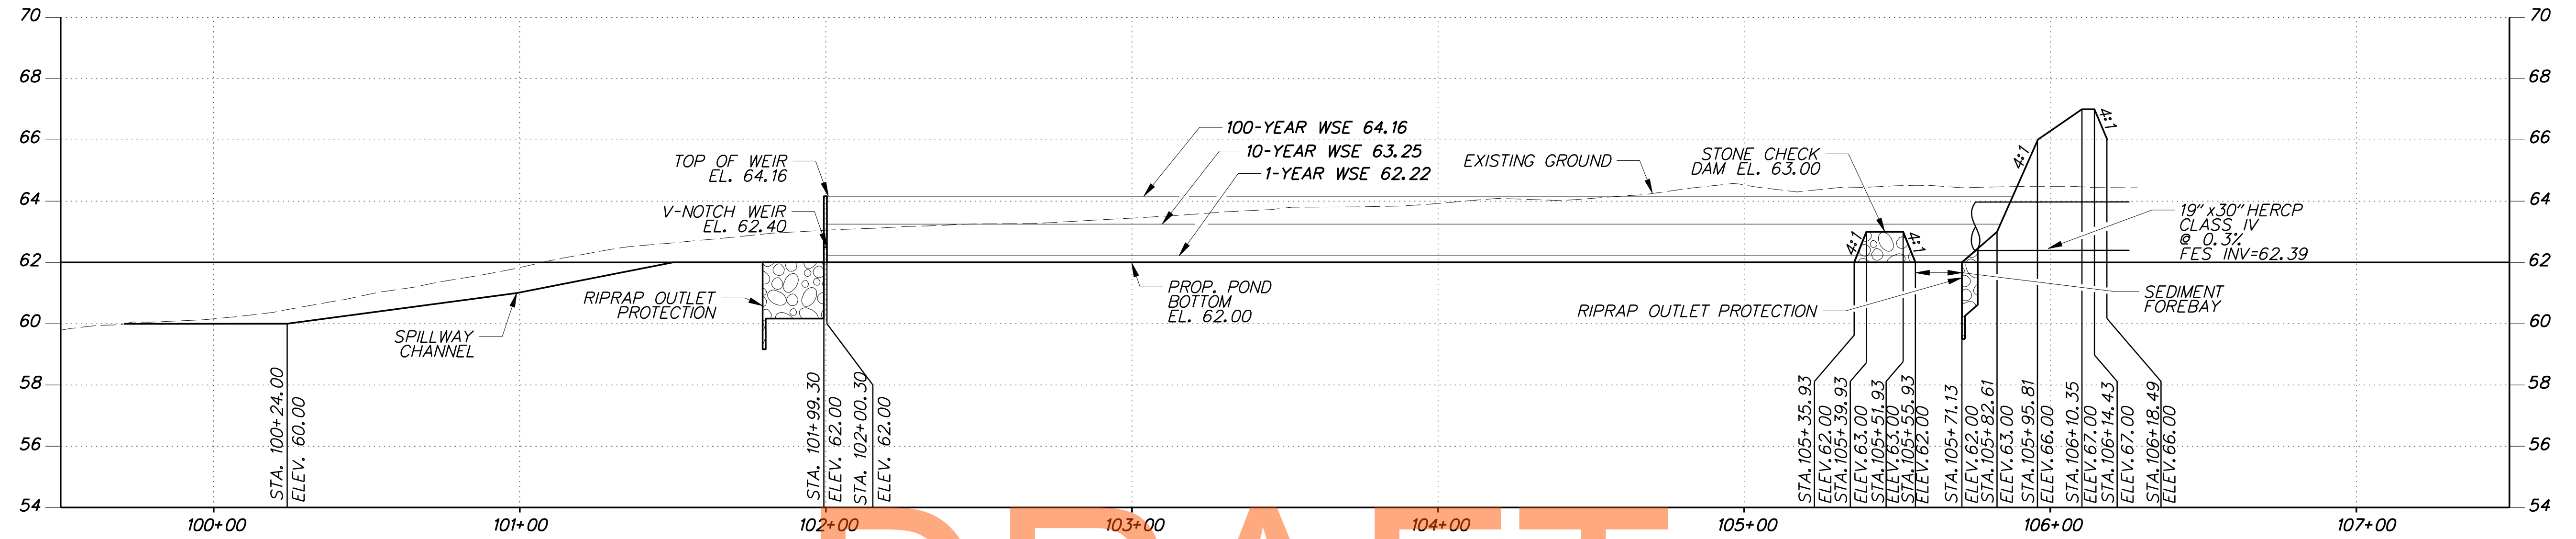 70
68
66
64
62
60
58
56
54
100-YEAR WSE 64.16
10-YEAR WSE 63.25
1-YEAR WSE 62.22
TOP OF WEIR
EL. 64.16
V-NOTCH WEIR
EL. 62.40
EXISTING GROUND
STONE CHECK
DAM EL. 63.00
4:1
4:1
4:1
4:1
19" x30" HERCP
CLASS IV
@ 0.3%
FES INV=62.39
RIPRAP OUTLET
PROTECTION
SPILLWAY
CHANNEL
PROP. POND
BOTTOM
EL. 62.00
RIPRAP OUTLET PROTECTION
SEDIMENT
FOREBAY
STA. 100+24.00
ELEV. 60.00
STA. 101+99.30
ELEV. 62.00
STA. 102+00.30
ELEV. 62.00
STA.105+35.93
ELEV.62.00
STA.105+39.93
ELEV.63.00
STA.105+51.93
ELEV.63.00
STA.105+55.93
ELEV.62.00
STA.105+71.13
ELEV.62.00
STA.105+82.61
ELEV.63.00
STA.105+95.81
ELEV.66.00
STA.106+10.35
ELEV.67.00
STA.106+14.43
ELEV.67.00
STA.106+18.49
ELEV.66.00
70
68
66
64
62
60
58
56
54
100+00
101+00
102+00
103+00
104+00
105+00
106+00
107+00
DRAFT